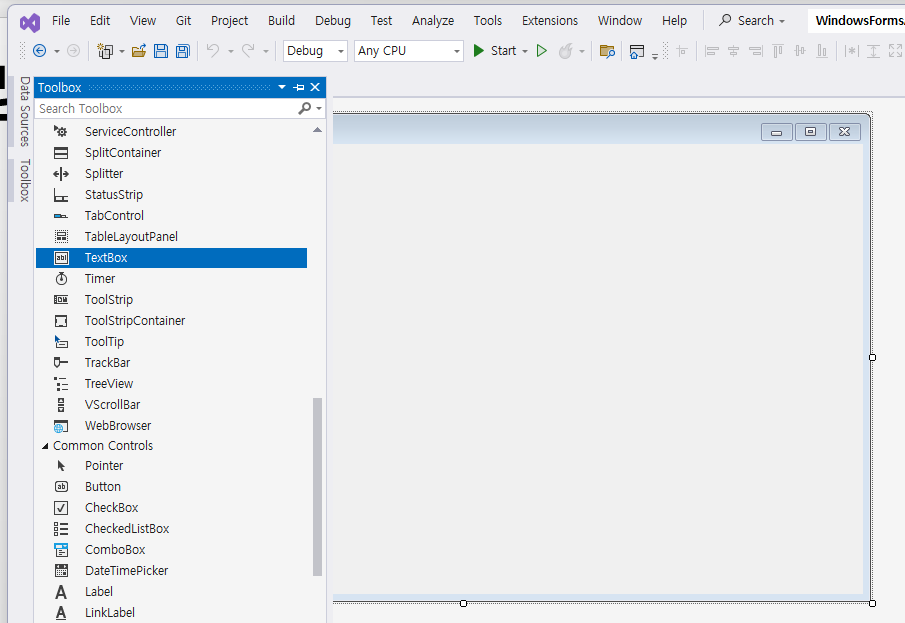 File Edit View Git Project Build Debug Test Analyze Tools Extensions Window Help Search WindowsForms
Debug Any CPU Start
Data Sources
Toolbox
Toolbox
Search Toolbox
ServiceController
SplitContainer
Splitter
StatusStrip
TabControl
TableLayoutPanel
TextBox
Timer
ToolStrip
ToolStripContainer
ToolTip
TrackBar
TreeView
VScrollBar
WebBrowser
Common Controls
Pointer
Button
CheckBox
CheckedListBox
ComboBox
DateTimePicker
Label
LinkLabel